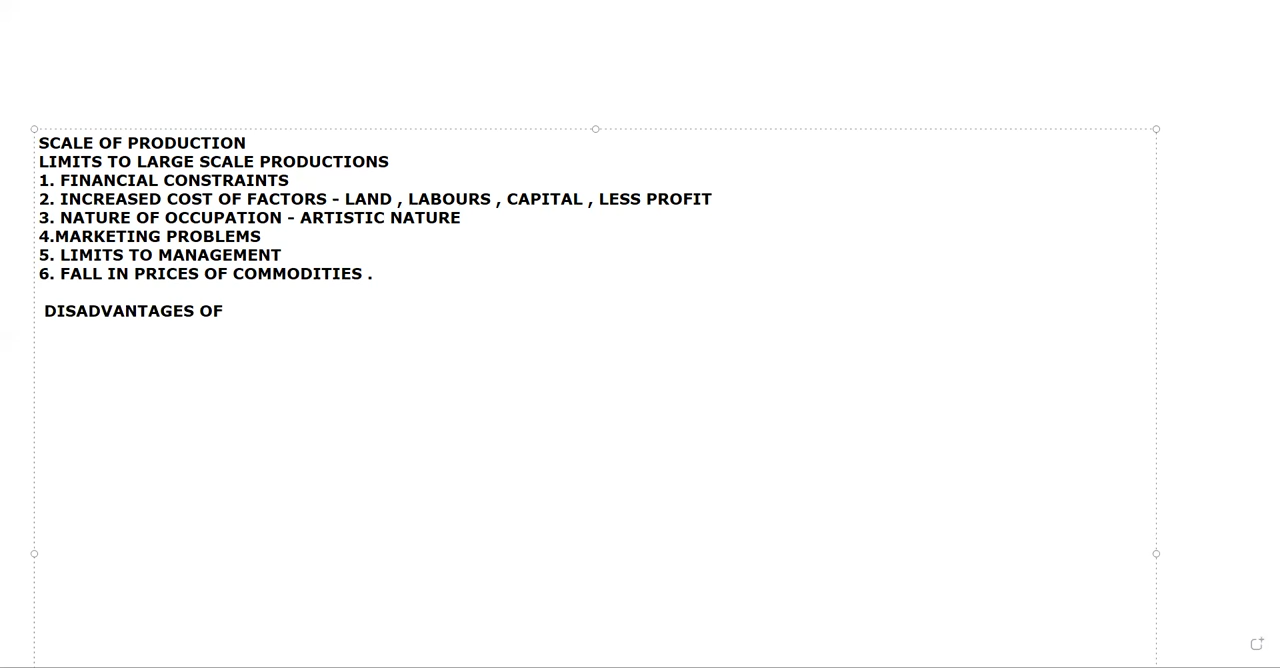 SCALE OF PRODUCTION
LIMITS TO LARGE SCALE PRODUCTIONS
1. FINANCIAL CONSTRAINTS
2. INCREASED COST OF FACTORS - LAND , LABOURS , CAPITAL , LESS PROFIT
3. NATURE OF OCCUPATION - ARTISTIC NATURE
4.MARKETING PROBLEMS
5. LIMITS TO MANAGEMENT
6. FALL IN PRICES OF COMMODITIES .
DISADVANTAGES OF